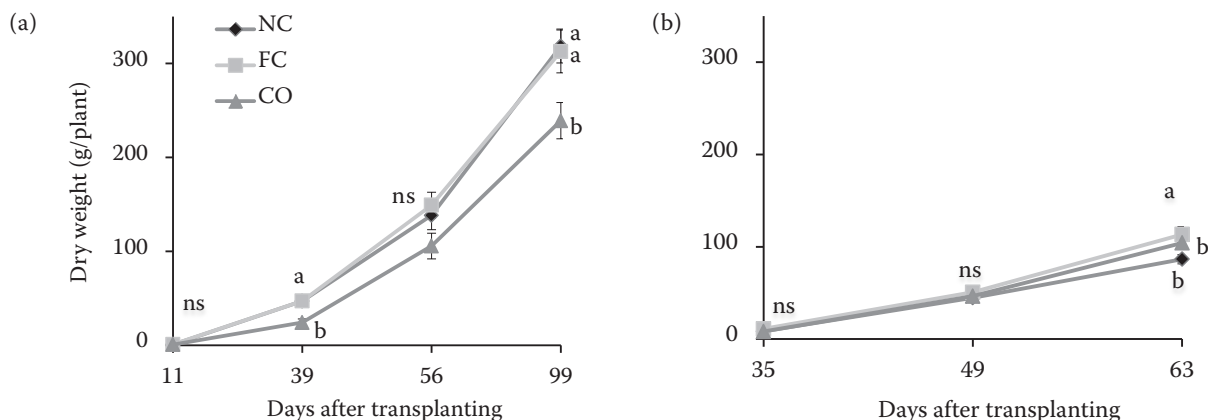 (a)
NC
FC
CO
Dry weight (g/plant)
300
200
100
0
ns
a
b
ns
a
a
b
11 39 56 99
Days after transplanting
(b)
300
200
100
0
ns
ns
a
b
b
35 49 63
Days after transplanting